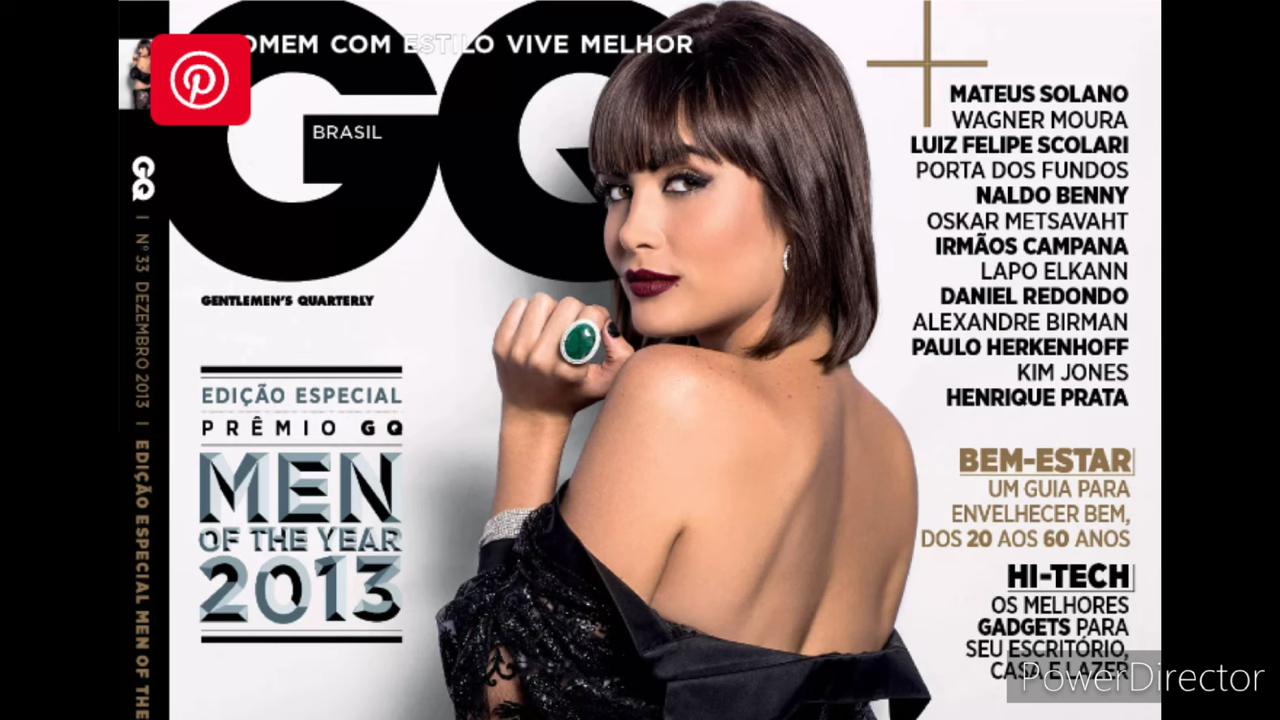 GQ
OMEM COM ESTILO VIVE MELHOR
BRASIL
GENTLEMEN'S QUARTERLY
GQ | Nº 33 DEZEMBRO 2013 | EDIÇÃO ESPECIAL MEN OF THE
EDIÇÃO ESPECIAL
PRÊMIO GQ
MEN
OF THE YEAR
2013
MATEUS SOLANO
WAGNER MOURA
LUIZ FELIPE SCOLARI
PORTA DOS FUNDOS
NALDO BENNY
OSKAR METSAVAHT
IRMÃOS CAMPANA
LAPO ELKANN
DANIEL REDONDO
ALEXANDRE BIRMAN
PAULO HERKENHOFF
KIM JONES
HENRIQUE PRATA
BEM-ESTAR
UM GUIA PARA
ENVELHECER BEM,
DOS 20 AOS 60 ANOS
HI-TECH
OS MELHORES
GADGETS PARA
SEU ESCRITÓRIO,
CASA E LAZER
PowerDirector